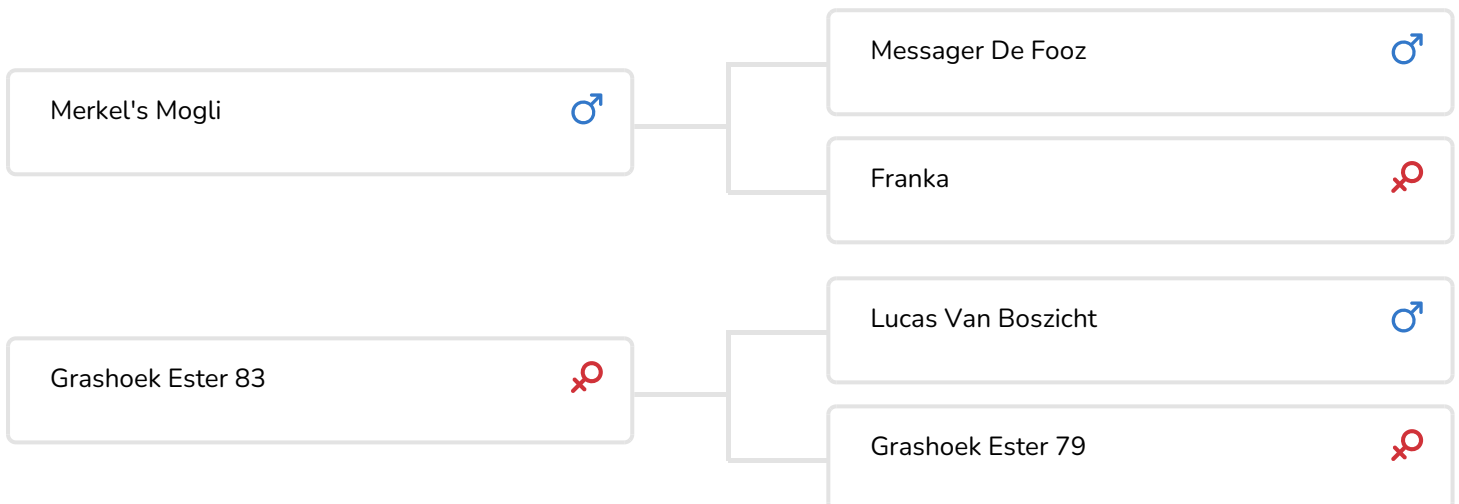 Merkel's Mogli
Messager De Fooz
Franka
Grashoek Ester 83
Lucas Van Boszicht
Grashoek Ester 79